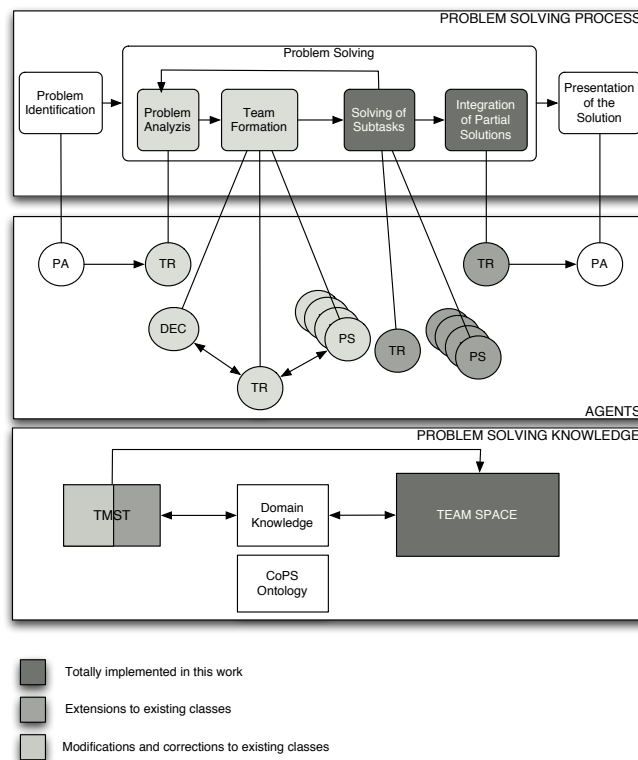 PROBLEM SOLVING PROCESS
Problem Solving
Problem
Identification
Problem
Analyzis
Team
Formation
Solving of
Subtasks
Integration
of Partial
Solutions
Presentation
of the
Solution
PA
TR
TR
PA
DEC
PS
TR
PS
TR
AGENTS
PROBLEM SOLVING KNOWLEDGE
TMST
Domain
Knowledge
TEAM SPACE
CoPS
Ontology
Totally implemented in this work
Extensions to existing classes
Modifications and corrections to existing classes